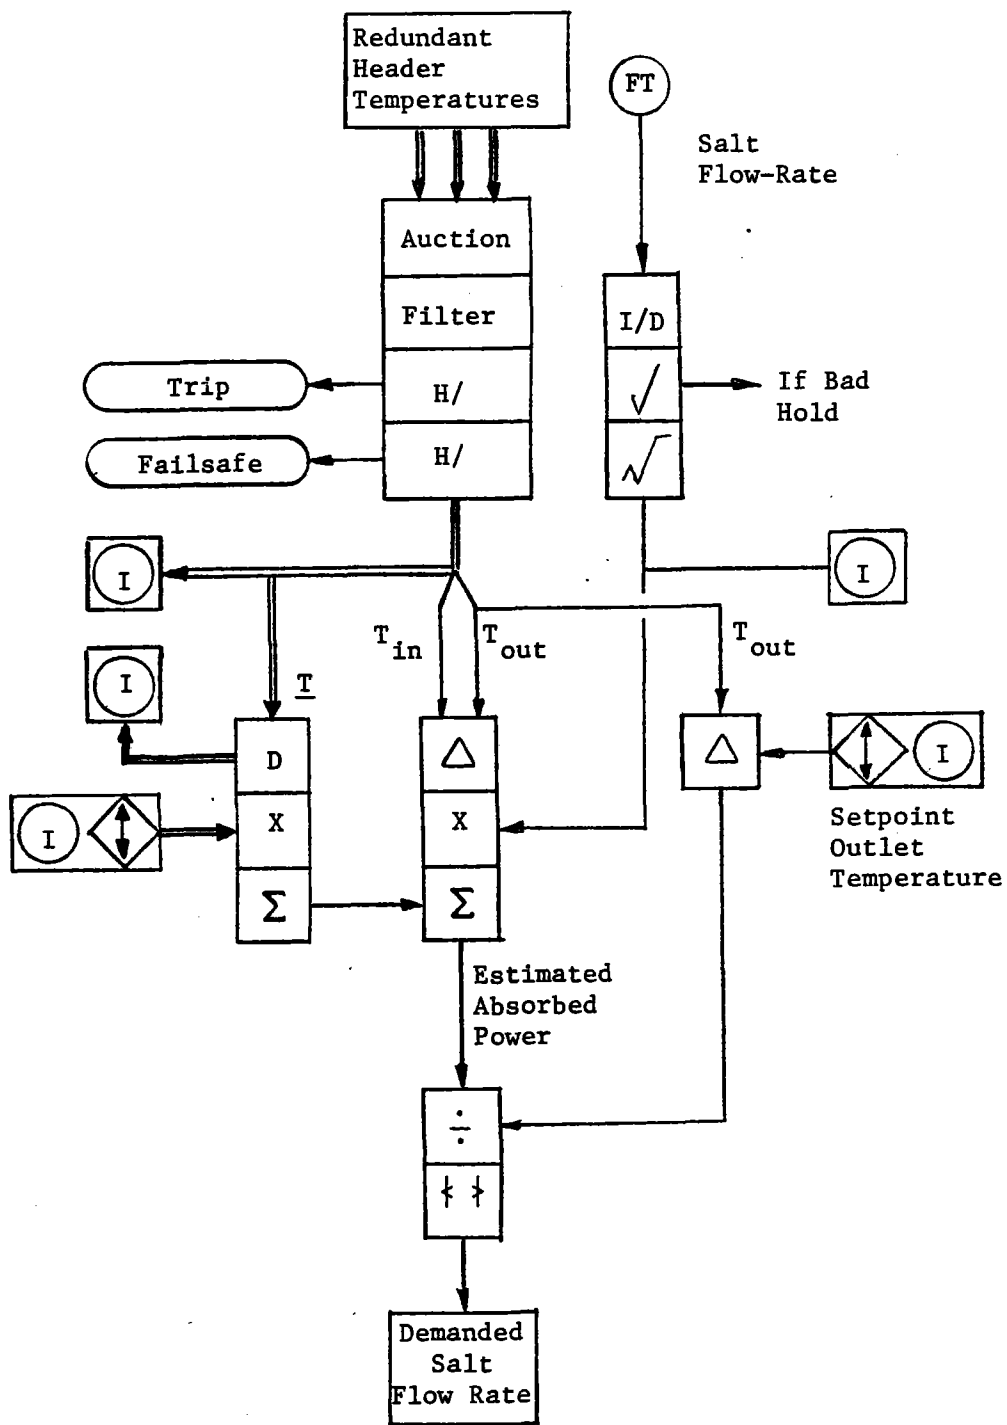 Redundant
Header
Temperatures
FT
Salt
Flow-Rate
Auction
Filter
H/
H/
I/D
√
√
If Bad
Hold
Trip
Failsafe
I
I
I
T
T in
T out
T out
D
X
Σ
△
X
Σ
△
I
I
Setpoint
Outlet
Temperature
Estimated
Absorbed
Power
÷
≮ ≯
Demanded
Salt
Flow Rate